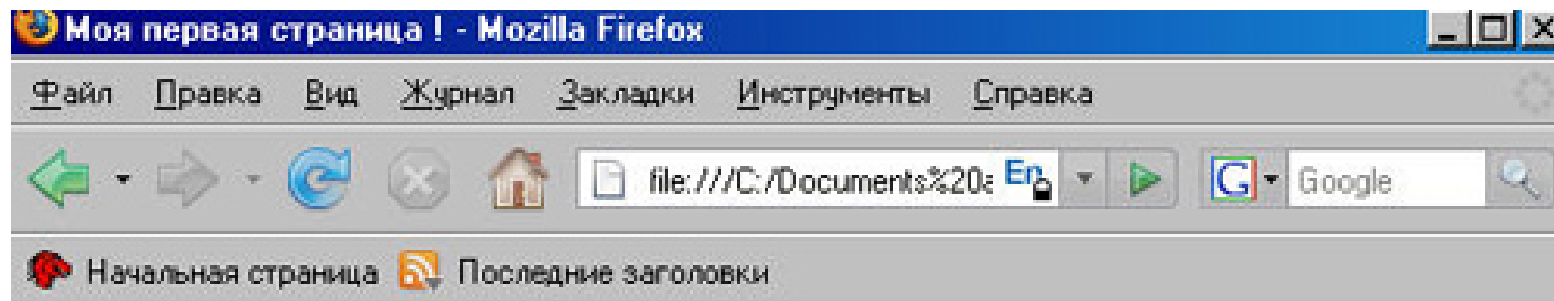 Моя первая страница ! - Mozilla Firefox
Файл Правка Вид Журнал Закладки Инструменты Справка
file:///C:/Documents%20a En G Google
Начальная страница Последние заголовки